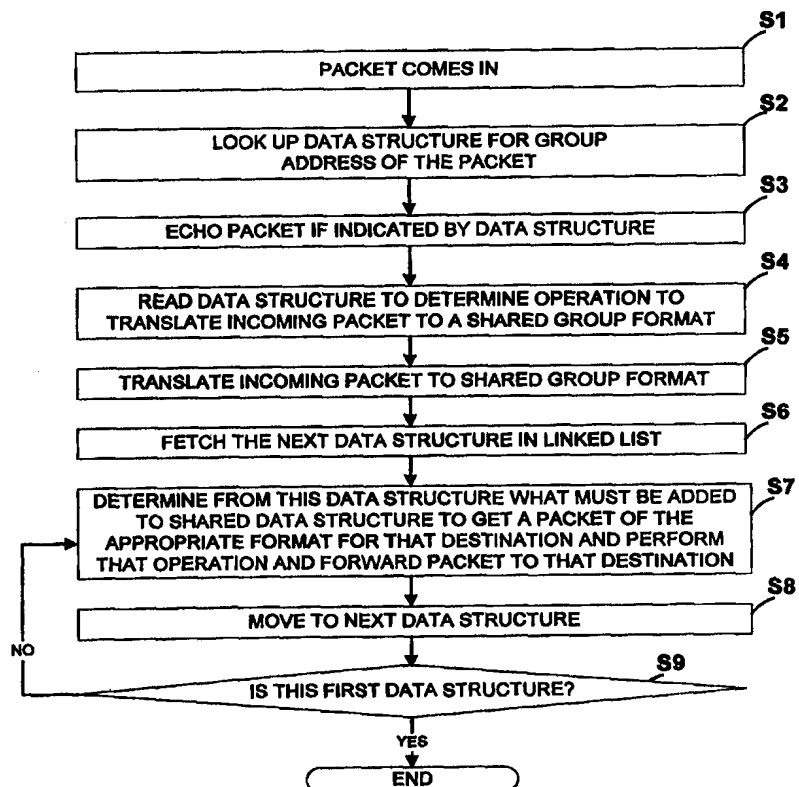 S1
PACKET COMES IN
S2
LOOK UP DATA STRUCTURE FOR GROUP
ADDRESS OF THE PACKET
S3
ECHO PACKET IF INDICATED BY DATA STRUCTURE
S4
READ DATA STRUCTURE TO DETERMINE OPERATION TO
TRANSLATE INCOMING PACKET TO A SHARED GROUP FORMAT
S5
TRANSLATE INCOMING PACKET TO SHARED GROUP FORMAT
S6
FETCH THE NEXT DATA STRUCTURE IN LINKED LIST
S7
DETERMINE FROM THIS DATA STRUCTURE WHAT MUST BE ADDED
TO SHARED DATA STRUCTURE TO GET A PACKET OF THE
APPROPRIATE FORMAT FOR THAT DESTINATION AND PERFORM
THAT OPERATION AND FORWARD PACKET TO THAT DESTINATION
S8
MOVE TO NEXT DATA STRUCTURE
NO
S9
IS THIS FIRST DATA STRUCTURE?
YES
END